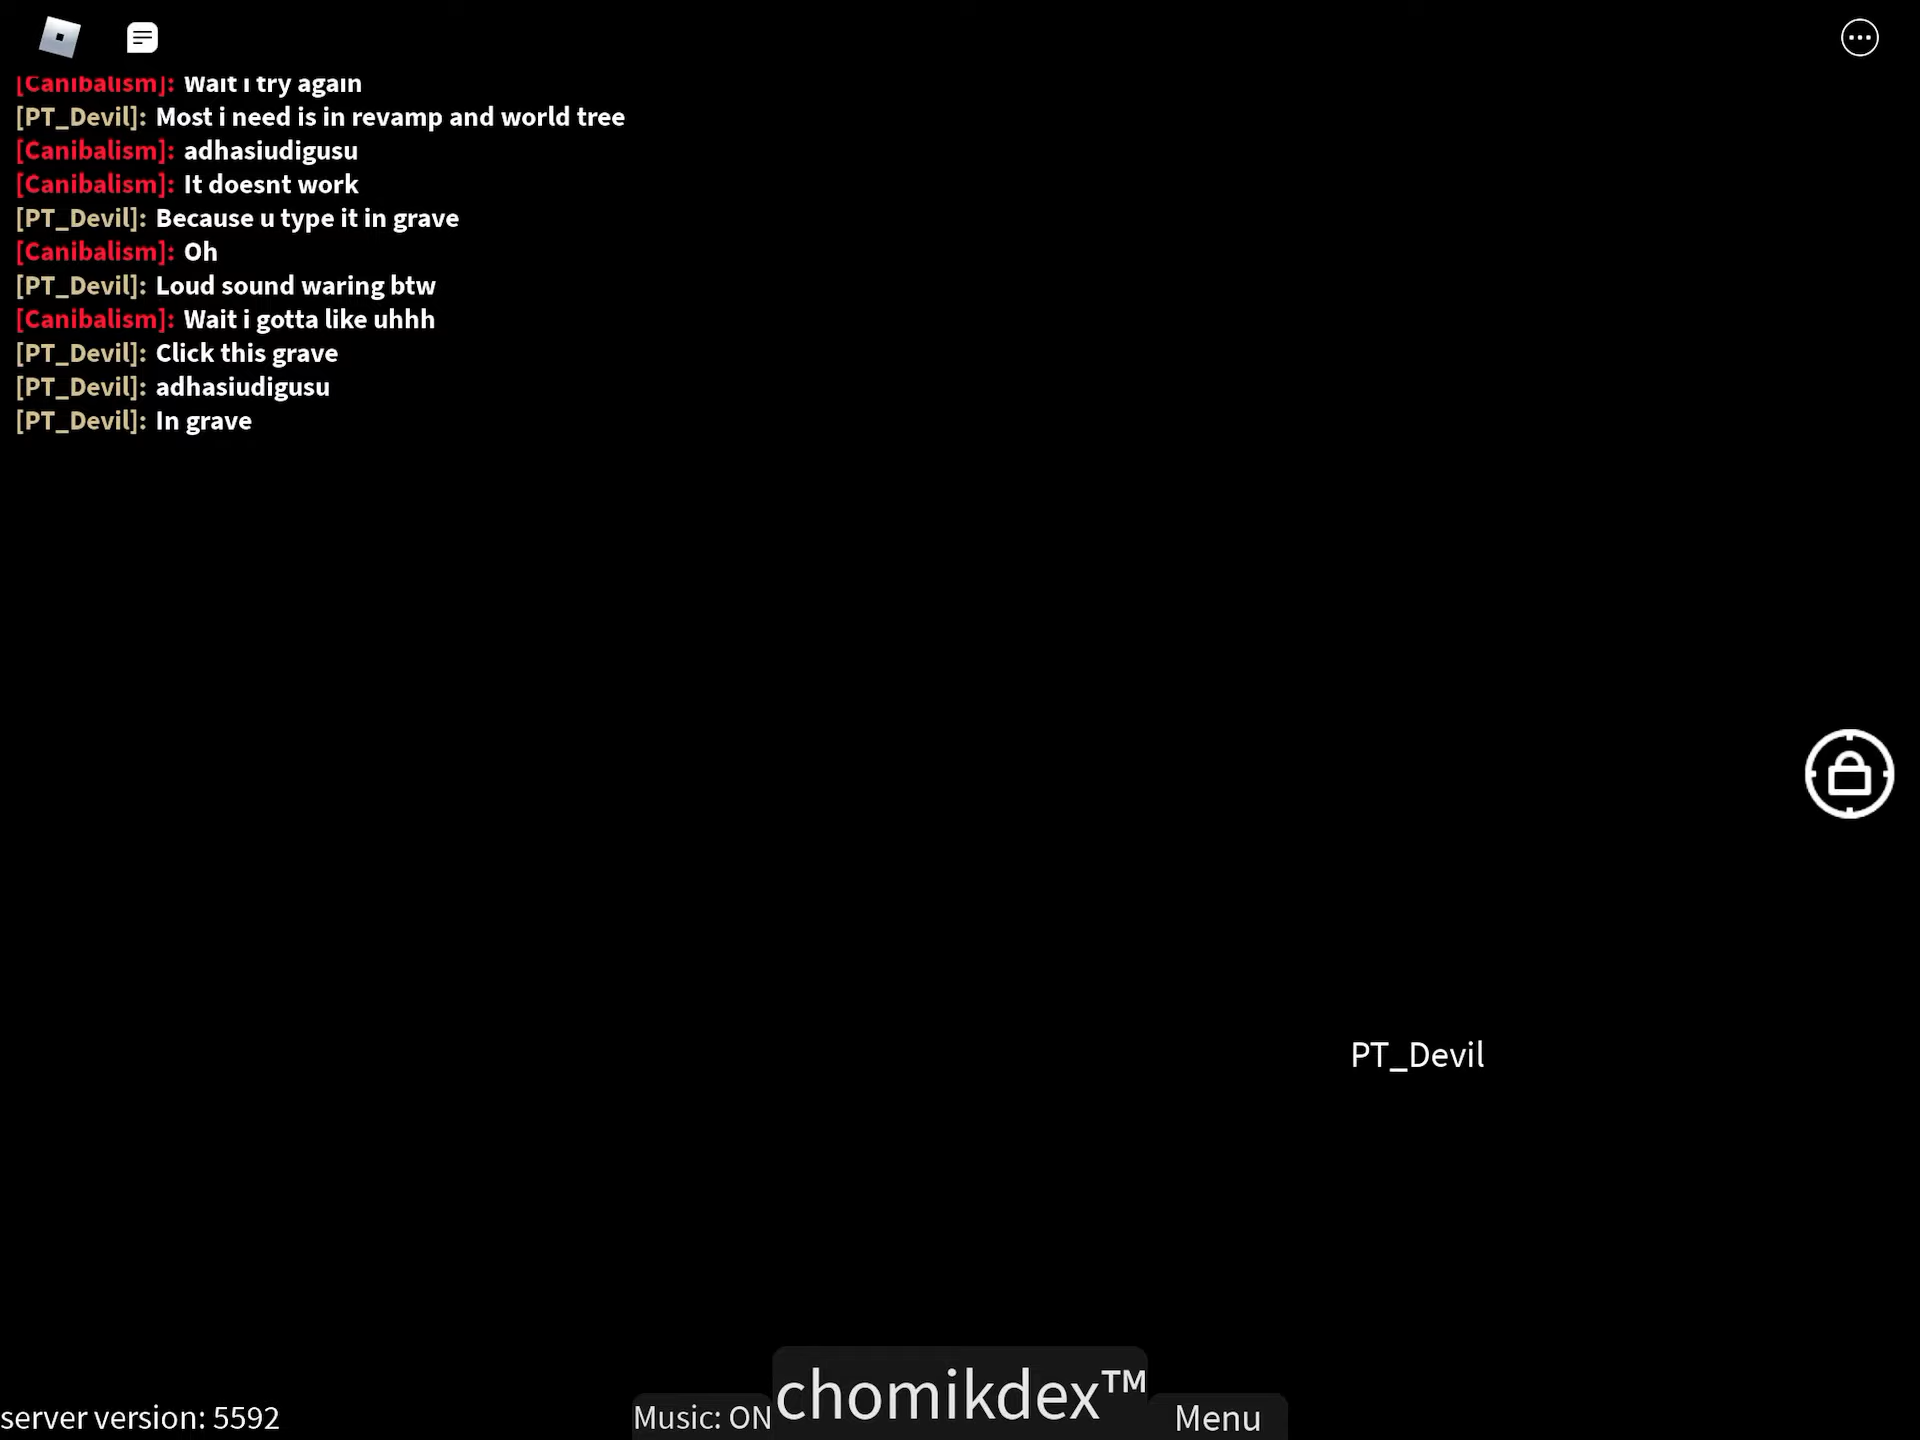 [Canibalism]: Wait i try again
[PT_Devil]: Most i need is in revamp and world tree
[Canibalism]: adhasiudigusu
[Canibalism]: It doesnt work
[PT_Devil]: Because u type it in grave
[Canibalism]: Oh
[PT_Devil]: Loud sound waring btw
[Canibalism]: Wait i gotta like uhhh
[PT_Devil]: Click this grave
[PT_Devil]: adhasiudigusu
[PT_Devil]: In grave
PT_Devil
server version: 5592
Music: ON
chomikdex™
Menu